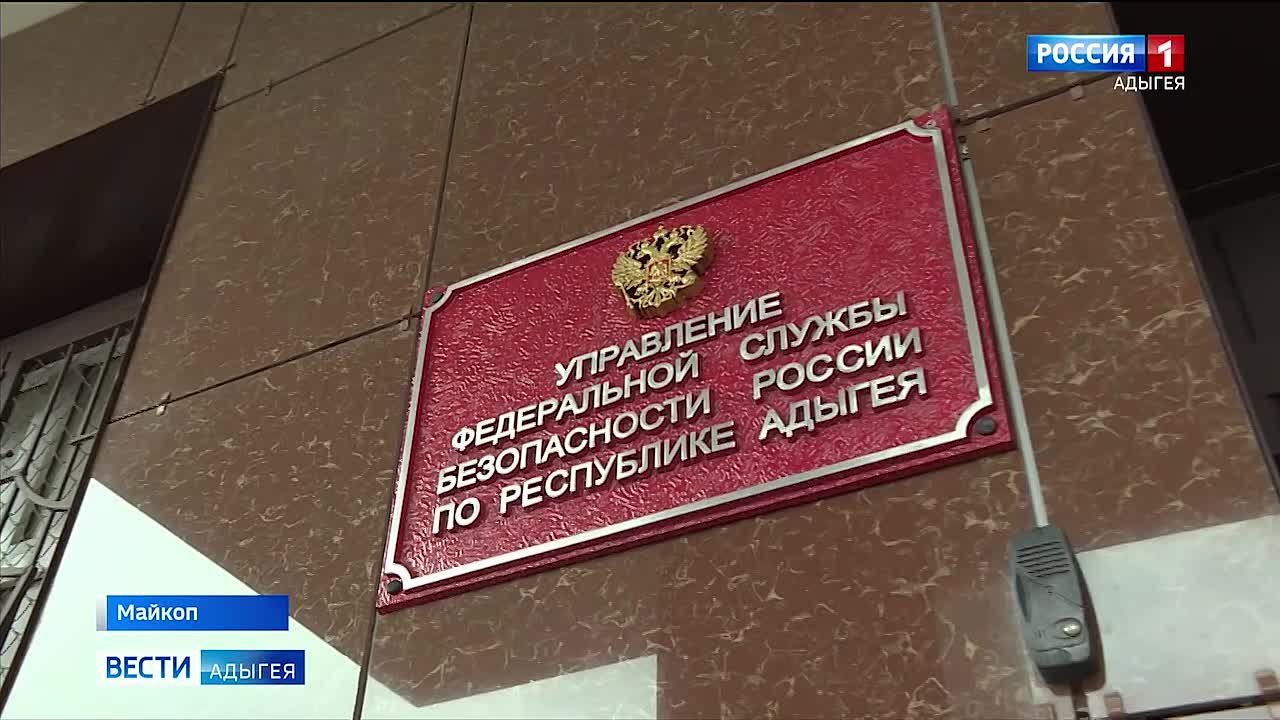 РОССИЯ 1
АДЫГЕЯ
УПРАВЛЕНИЕ
ФЕДЕРАЛЬНОЙ СЛУЖБЫ
БЕЗОПАСНОСТИ РОССИИ
ПО РЕСПУБЛИКЕ АДЫГЕЯ
Майкоп
ВЕСТИ АДЫГЕЯ